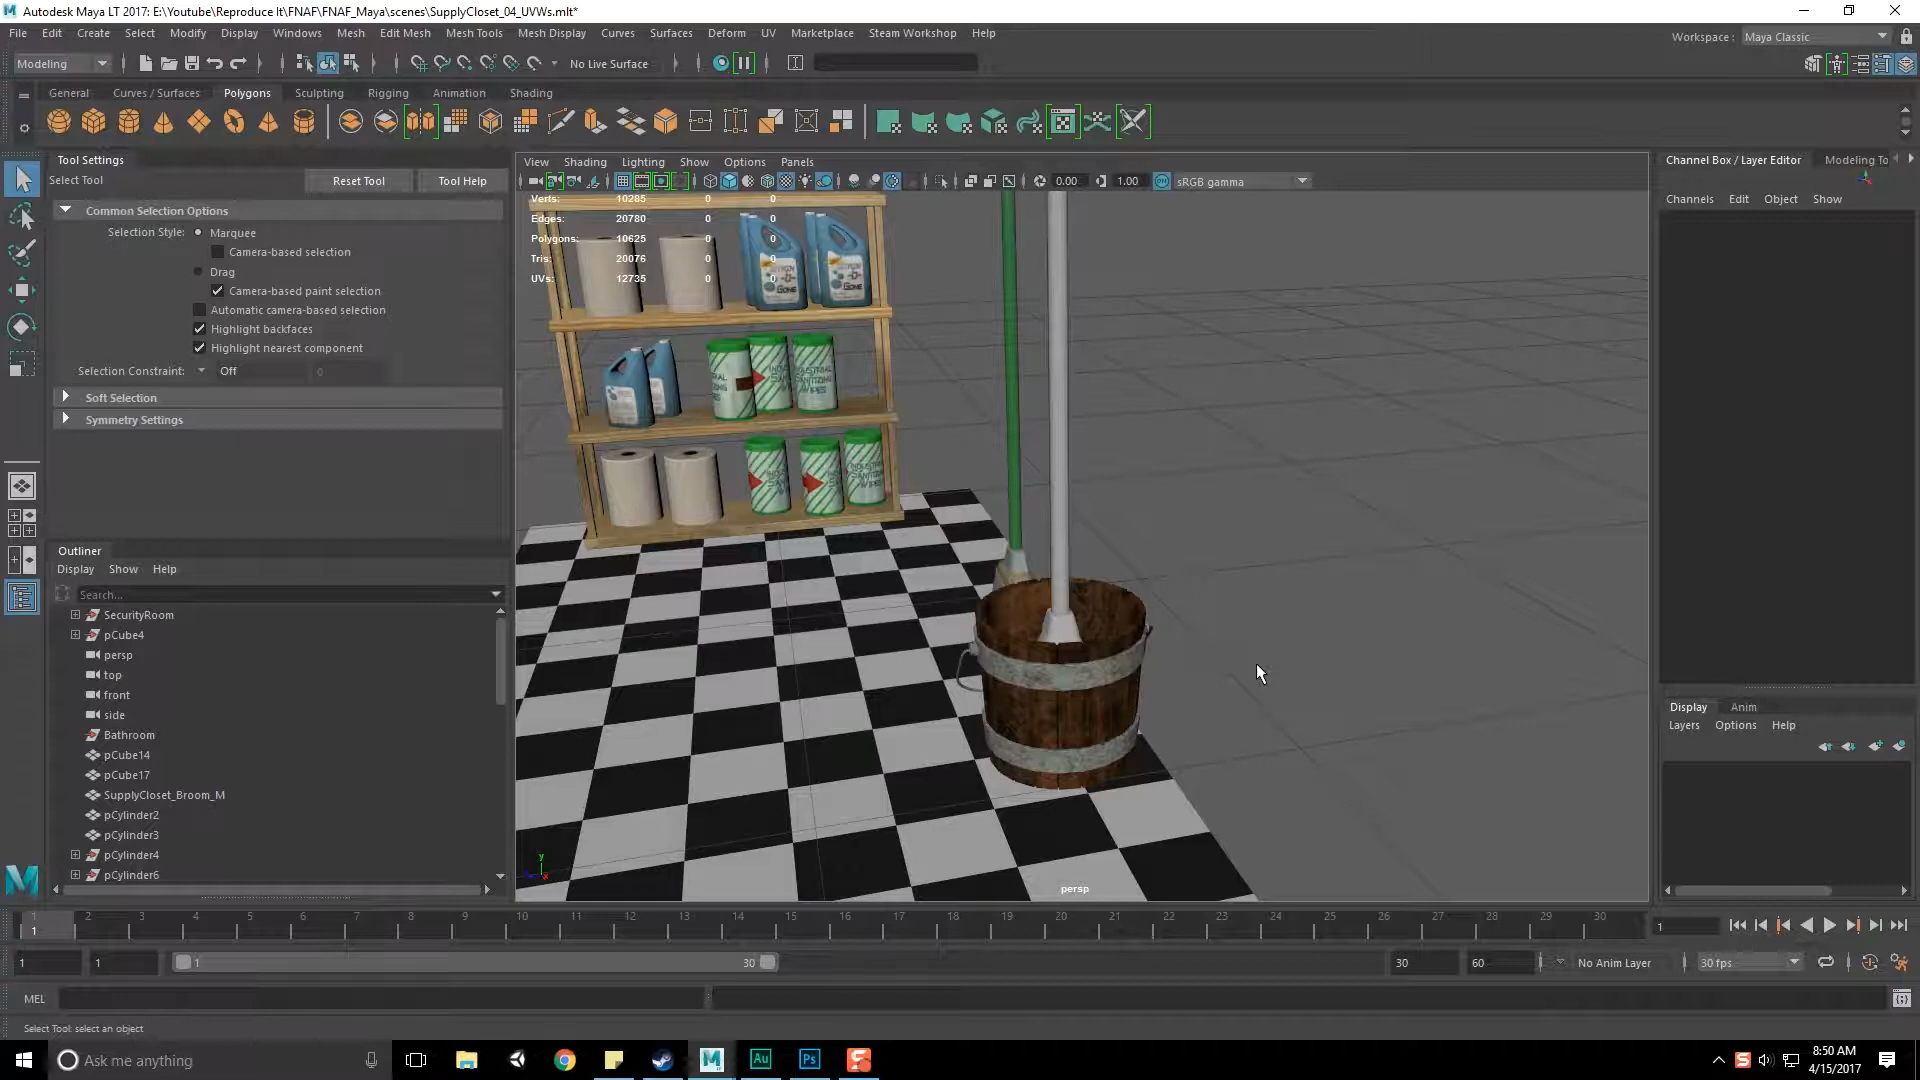 Autodesk Maya LT 2017: E:\Youtube\Reproduce It\FNAF\FNAF_Maya\scenes\SupplyCloset_04_UVWs.mlt*
File Edit Create Select Modify Display Windows Mesh Edit Mesh Mesh Tools Mesh Display Curves Surfaces Deform UV Marketplace Steam Workshop Help
Workspace : Maya Classic
Modeling
No Live Surface
General Curves / Surfaces Polygons Sculpting Rigging Animation Shading
Tool Settings
Select Tool
Reset Tool Tool Help
Common Selection Options
Selection Style: Marquee
Camera-based selection
Drag
Camera-based paint selection
Automatic camera-based selection
Highlight backfaces
Highlight nearest component
Selection Constraint: Off 0
Soft Selection
Symmetry Settings
Outliner
Display Show Help
Search...
SecurityRoom
pCube4
persp
top
front
side
Bathroom
pCube14
pCube17
SupplyCloset_Broom_M
pCylinder2
pCylinder3
pCylinder4
pCylinder6
View Shading Lighting Show Options Panels
0.00 1.00 sRGB gamma
Verts: 10285 0 0
Edges: 20780 0 0
Polygons: 10625 0 0
Tris: 20076 0 0
UVs: 12735 0 0
persp
y
Channel Box / Layer Editor Modeling To
Channels Edit Object Show
Display Anim
Layers Options Help
1 2 3 4 5 6 7 8 9 10 11 12 13 14 15 16 17 18 19 20 21 22 23 24 25 26 27 28 29 30
1
1
1 1 1 30 30 60 No Anim Layer 30 fps
MEL
Select Tool: select an object
Ask me anything
Au Ps
8:50 AM
4/15/2017